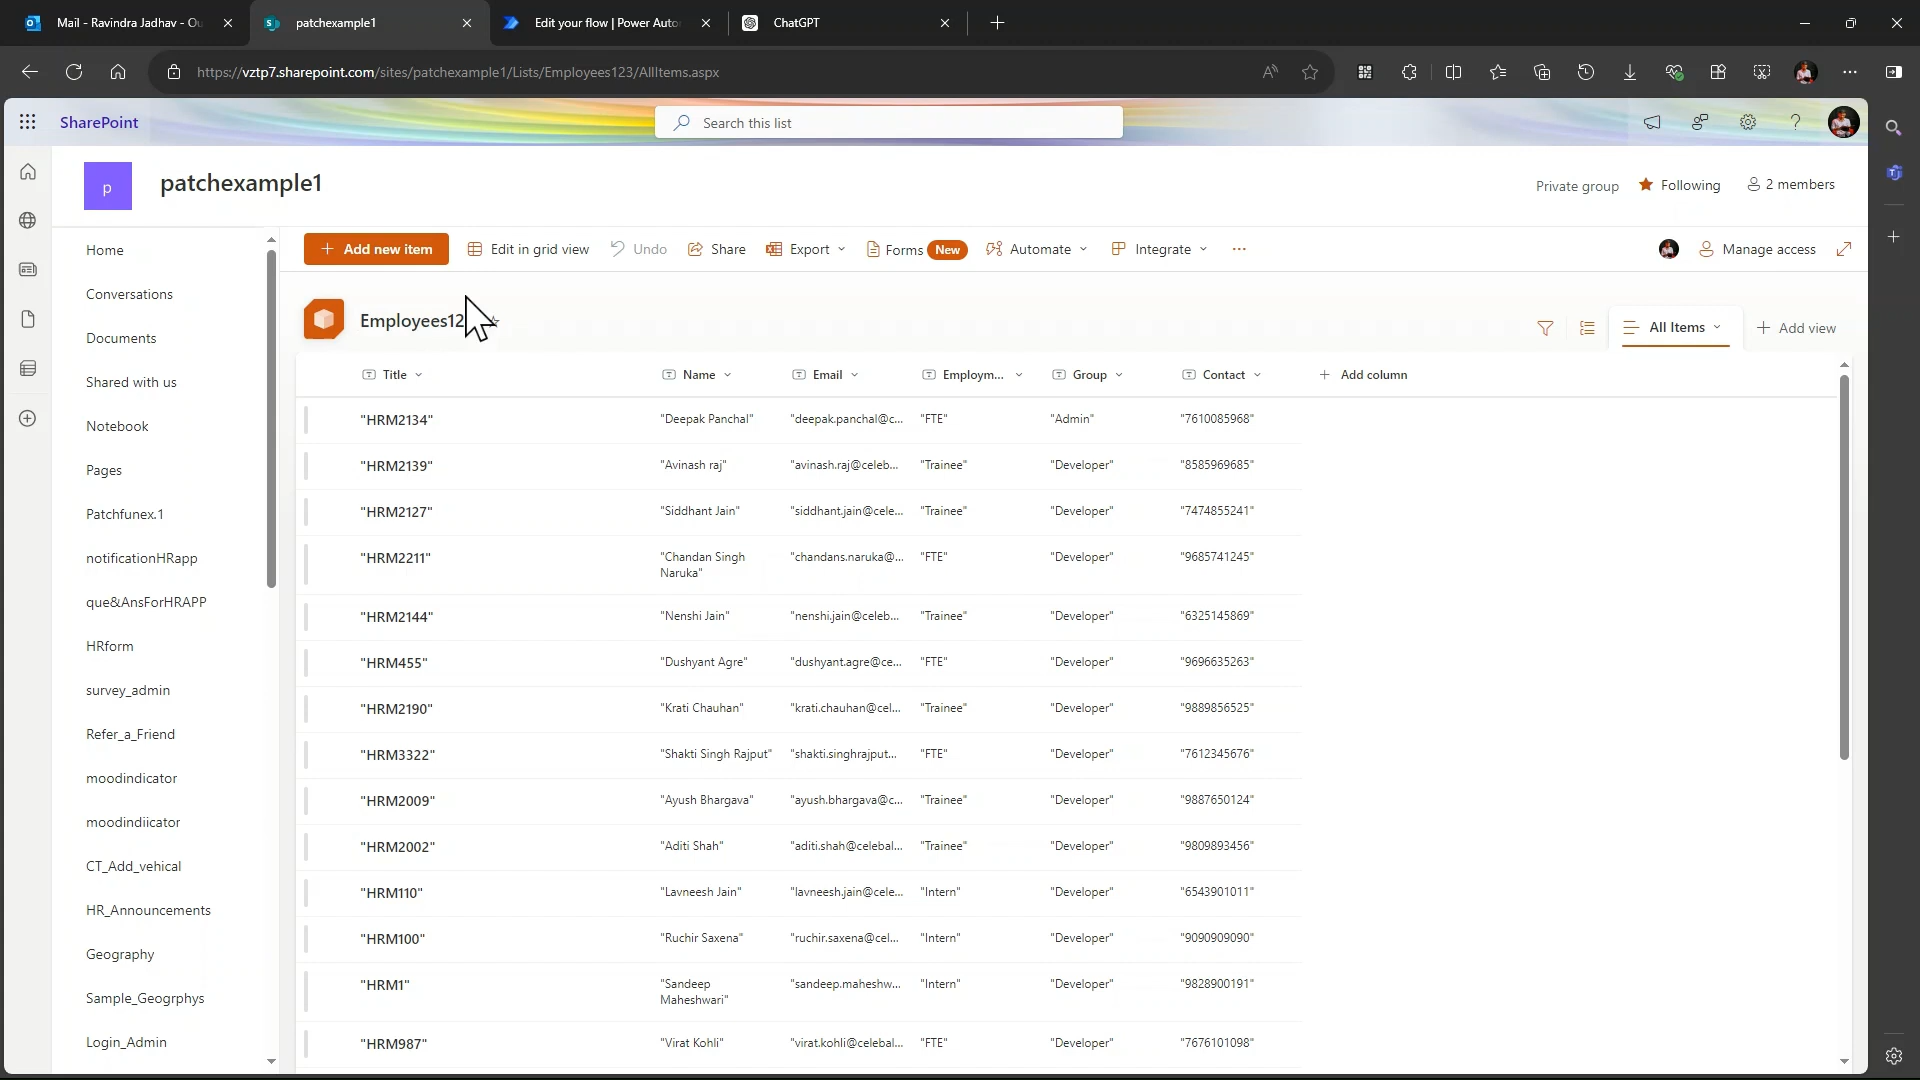 Mail - Ravindra Jadhav - Ou
patchexample1
Edit your flow | Power Auto
ChatGPT
https://vztp7.sharepoint.com/sites/patchexample1/Lists/Employees123/AllItems.aspx
SharePoint
Search this list
p
patchexample1
Private group
Following
2 members
Home
Conversations
Documents
Shared with us
Notebook
Pages
Patchfunex.1
notificationHRapp
que&AnsForHRAPP
HRform
survey_admin
Refer_a_Friend
moodindicator
moodindiicator
CT_Add_vehical
HR_Announcements
Geography
Sample_Geogrphys
Login_Admin
Add new item
Edit in grid view
Undo
Share
Export
Forms New
Automate
Integrate
Manage access
Employees12
All Items
Add view
Title Name Email Employm... Group Contact Add column
"HRM2134" "Deepak Panchal" "deepak.panchal@c... "FTE" "Admin" "7610085968"
"HRM2139" "Avinash raj" "avinash.raj@celeb... "Trainee" "Developer" "8585969685"
"HRM2127" "Siddhant Jain" "siddhant.jain@cele... "Trainee" "Developer" "7474855241"
"HRM2211" "Chandan Singh "chandans.naruka@... "FTE" "Developer" "9685741245"
Naruka"
"HRM2144" "Nenshi Jain" "nenshi.jain@celeb... "Trainee" "Developer" "6325145869"
"HRM455" "Dushyant Agre" "dushyant.agre@ce... "FTE" "Developer" "9696635263"
"HRM2190" "Krati Chauhan" "krati.chauhan@cel... "Trainee" "Developer" "9889856525"
"HRM3322" "Shakti Singh Rajput" "shakti.singhrajput... "FTE" "Developer" "7612345676"
"HRM2009" "Ayush Bhargava" "ayush.bhargava@c... "Trainee" "Developer" "9887650124"
"HRM2002" "Aditi Shah" "aditi.shah@celebal... "Trainee" "Developer" "9809893456"
"HRM110" "Lavneesh Jain" "lavneesh.jain@cele... "Intern" "Developer" "6543901011"
"HRM100" "Ruchir Saxena" "ruchir.saxena@cel... "Intern" "Developer" "9090909090"
"HRM1" "Sandeep "sandeep.maheshw... "Intern" "Developer" "9828900191"
Maheshwari"
"HRM987" "Virat Kohli" "virat.kohli@celebal... "FTE" "Developer" "7676101098"